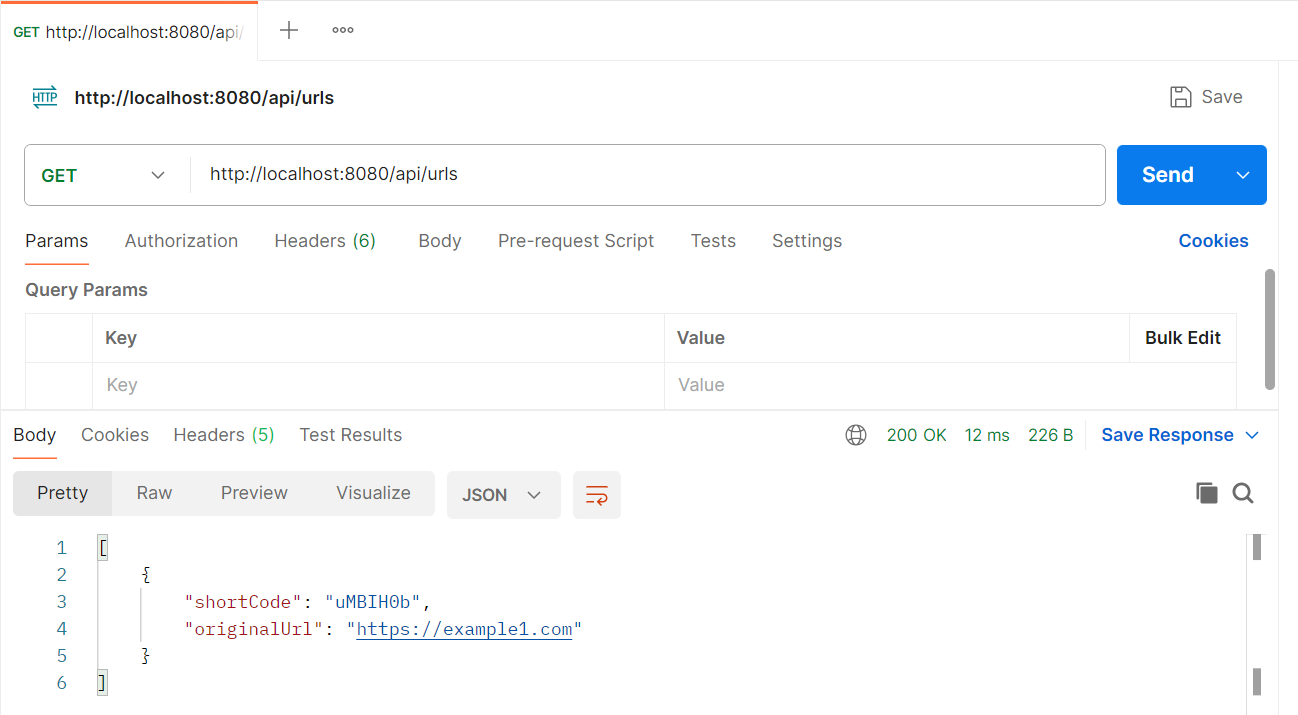 GET http://localhost:8080/api/
HTTP http://localhost:8080/api/urls Save
GET http://localhost:8080/api/urls Send
Params Authorization Headers (6) Body Pre-request Script Tests Settings Cookies
Query Params
Key Value Bulk Edit
Key Value
Body Cookies Headers (5) Test Results 200 OK 12 ms 226 B Save Response
Pretty Raw Preview Visualize JSON
1 [
2 {
3 "shortCode": "uMBIH0b",
4 "originalUrl": "https://example1.com"
5 }
6 ]